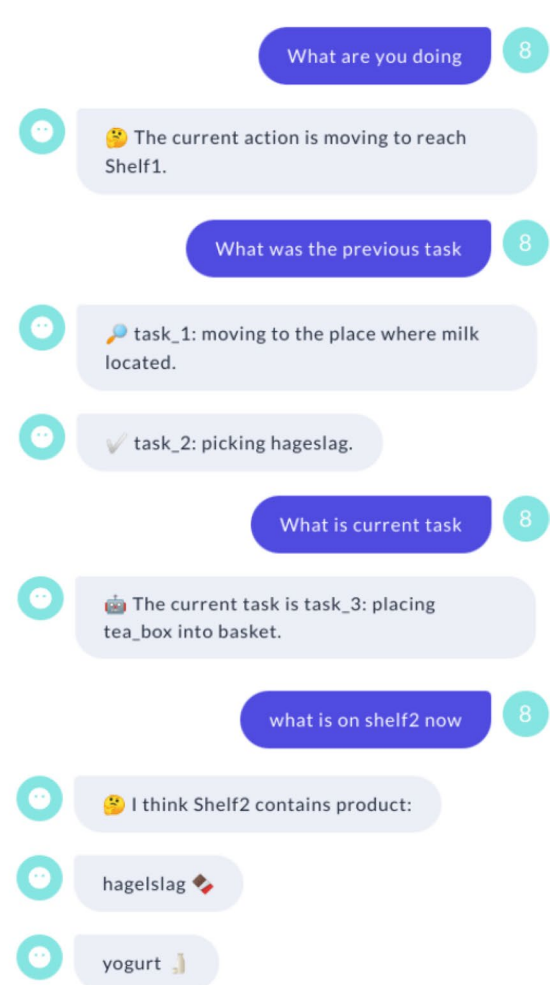 What are you doing
8
🤔 The current action is moving to reach
Shelf1.
What was the previous task
8
🔎 task_1: moving to the place where milk
located.
✔️ task_2: picking hageslag.
What is current task
8
🤖 The current task is task_3: placing
tea_box into basket.
what is on shelf2 now
8
🤔 I think Shelf2 contains product:
hagelslag 🍫
yogurt 🥛